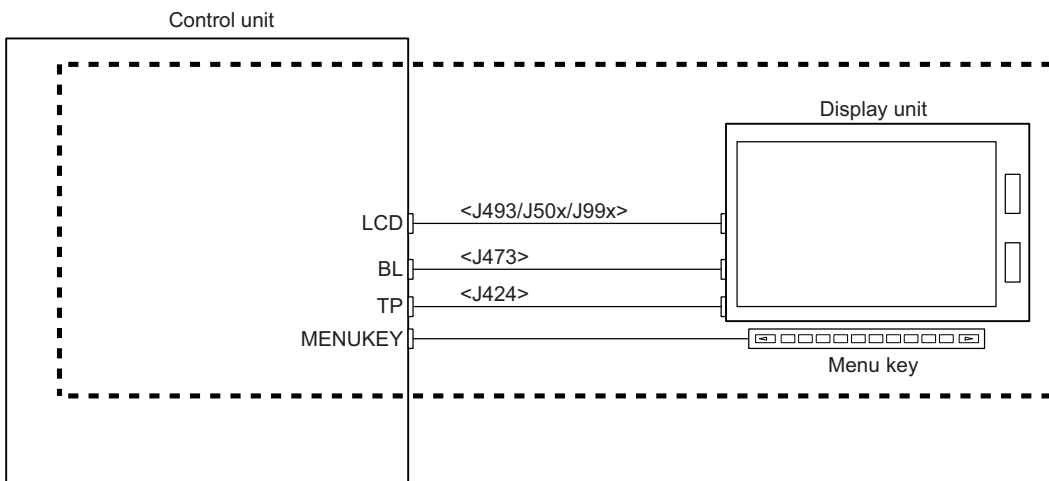 Control unit
Display unit
LCD <J493/J50x/J99x>
BL <J473>
TP <J424>
MENUKEY
Menu key